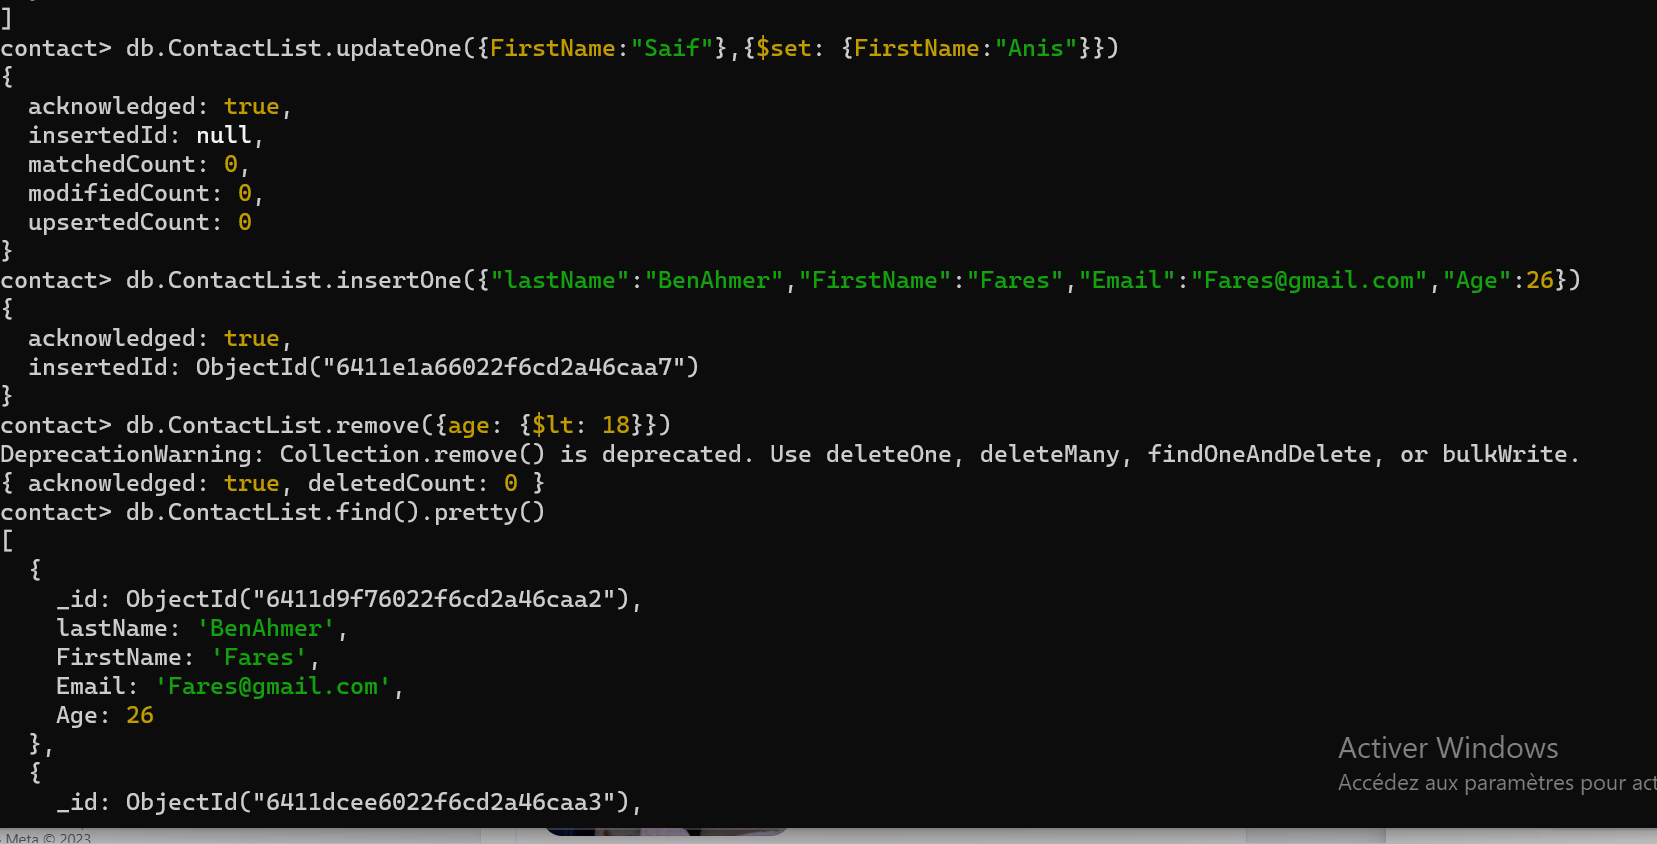 ]
contact> db.ContactList.updateOne({FirstName:"Saif"},{$set: {FirstName:"Anis"}})
{
  acknowledged: true,
  insertedId: null,
  matchedCount: 0,
  modifiedCount: 0,
  upsertedCount: 0
}
contact> db.ContactList.insertOne({"lastName":"BenAhmer","FirstName":"Fares","Email":"Fares@gmail.com","Age":26})
{
  acknowledged: true,
  insertedId: ObjectId("6411e1a66022f6cd2a46caa7")
}
contact> db.ContactList.remove({age: {$lt: 18}})
DeprecationWarning: Collection.remove() is deprecated. Use deleteOne, deleteMany, findOneAndDelete, or bulkWrite.
{ acknowledged: true, deletedCount: 0 }
contact> db.ContactList.find().pretty()
[
  {
    _id: ObjectId("6411d9f76022f6cd2a46caa2"),
    lastName: 'BenAhmer',
    FirstName: 'Fares',
    Email: 'Fares@gmail.com',
    Age: 26
  },
  {
    _id: ObjectId("6411dcee6022f6cd2a46caa3"),
Activer Windows
Accédez aux paramètres pour act
Meta © 2023